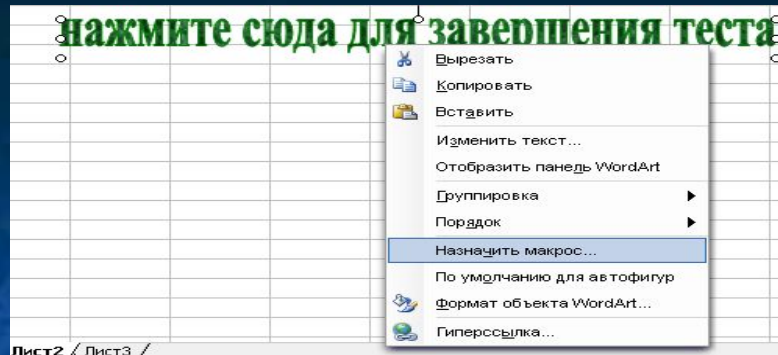 нажмите сюда для завершения теста
Вырезать
Копировать
Вставить
Изменить текст...
Отобразить панель WordArt
Группировка
Порядок
Назначить макрос...
По умолчанию для автофигур
Формат объекта WordArt...
Гиперссылка...
Лист2 / Лист3 /